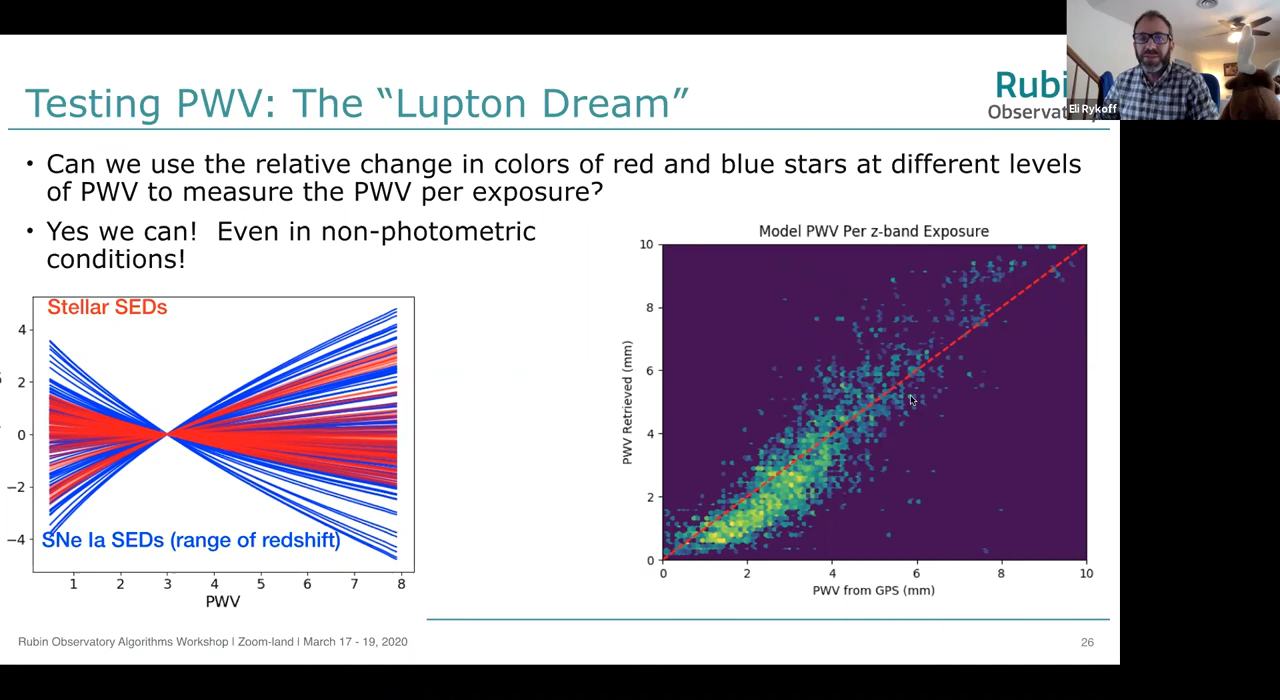 Testing PWV: The “Lupton Dream”
Rubi
Observato
Eli Rykoff
• Can we use the relative change in colors of red and blue stars at different levels
of PWV to measure the PWV per exposure?
• Yes we can!  Even in non-photometric
conditions!
Stellar SEDs
4
2
0
−2
−4
SNe Ia SEDs (range of redshift)
1 2 3 4 5 6 7 8
PWV
Model PWV Per z-band Exposure
10
8
6
4
2
0
PWV Retrieved (mm)
0 2 4 6 8 10
PWV from GPS (mm)
Rubin Observatory Algorithms Workshop | Zoom-land | March 17 - 19, 2020
26